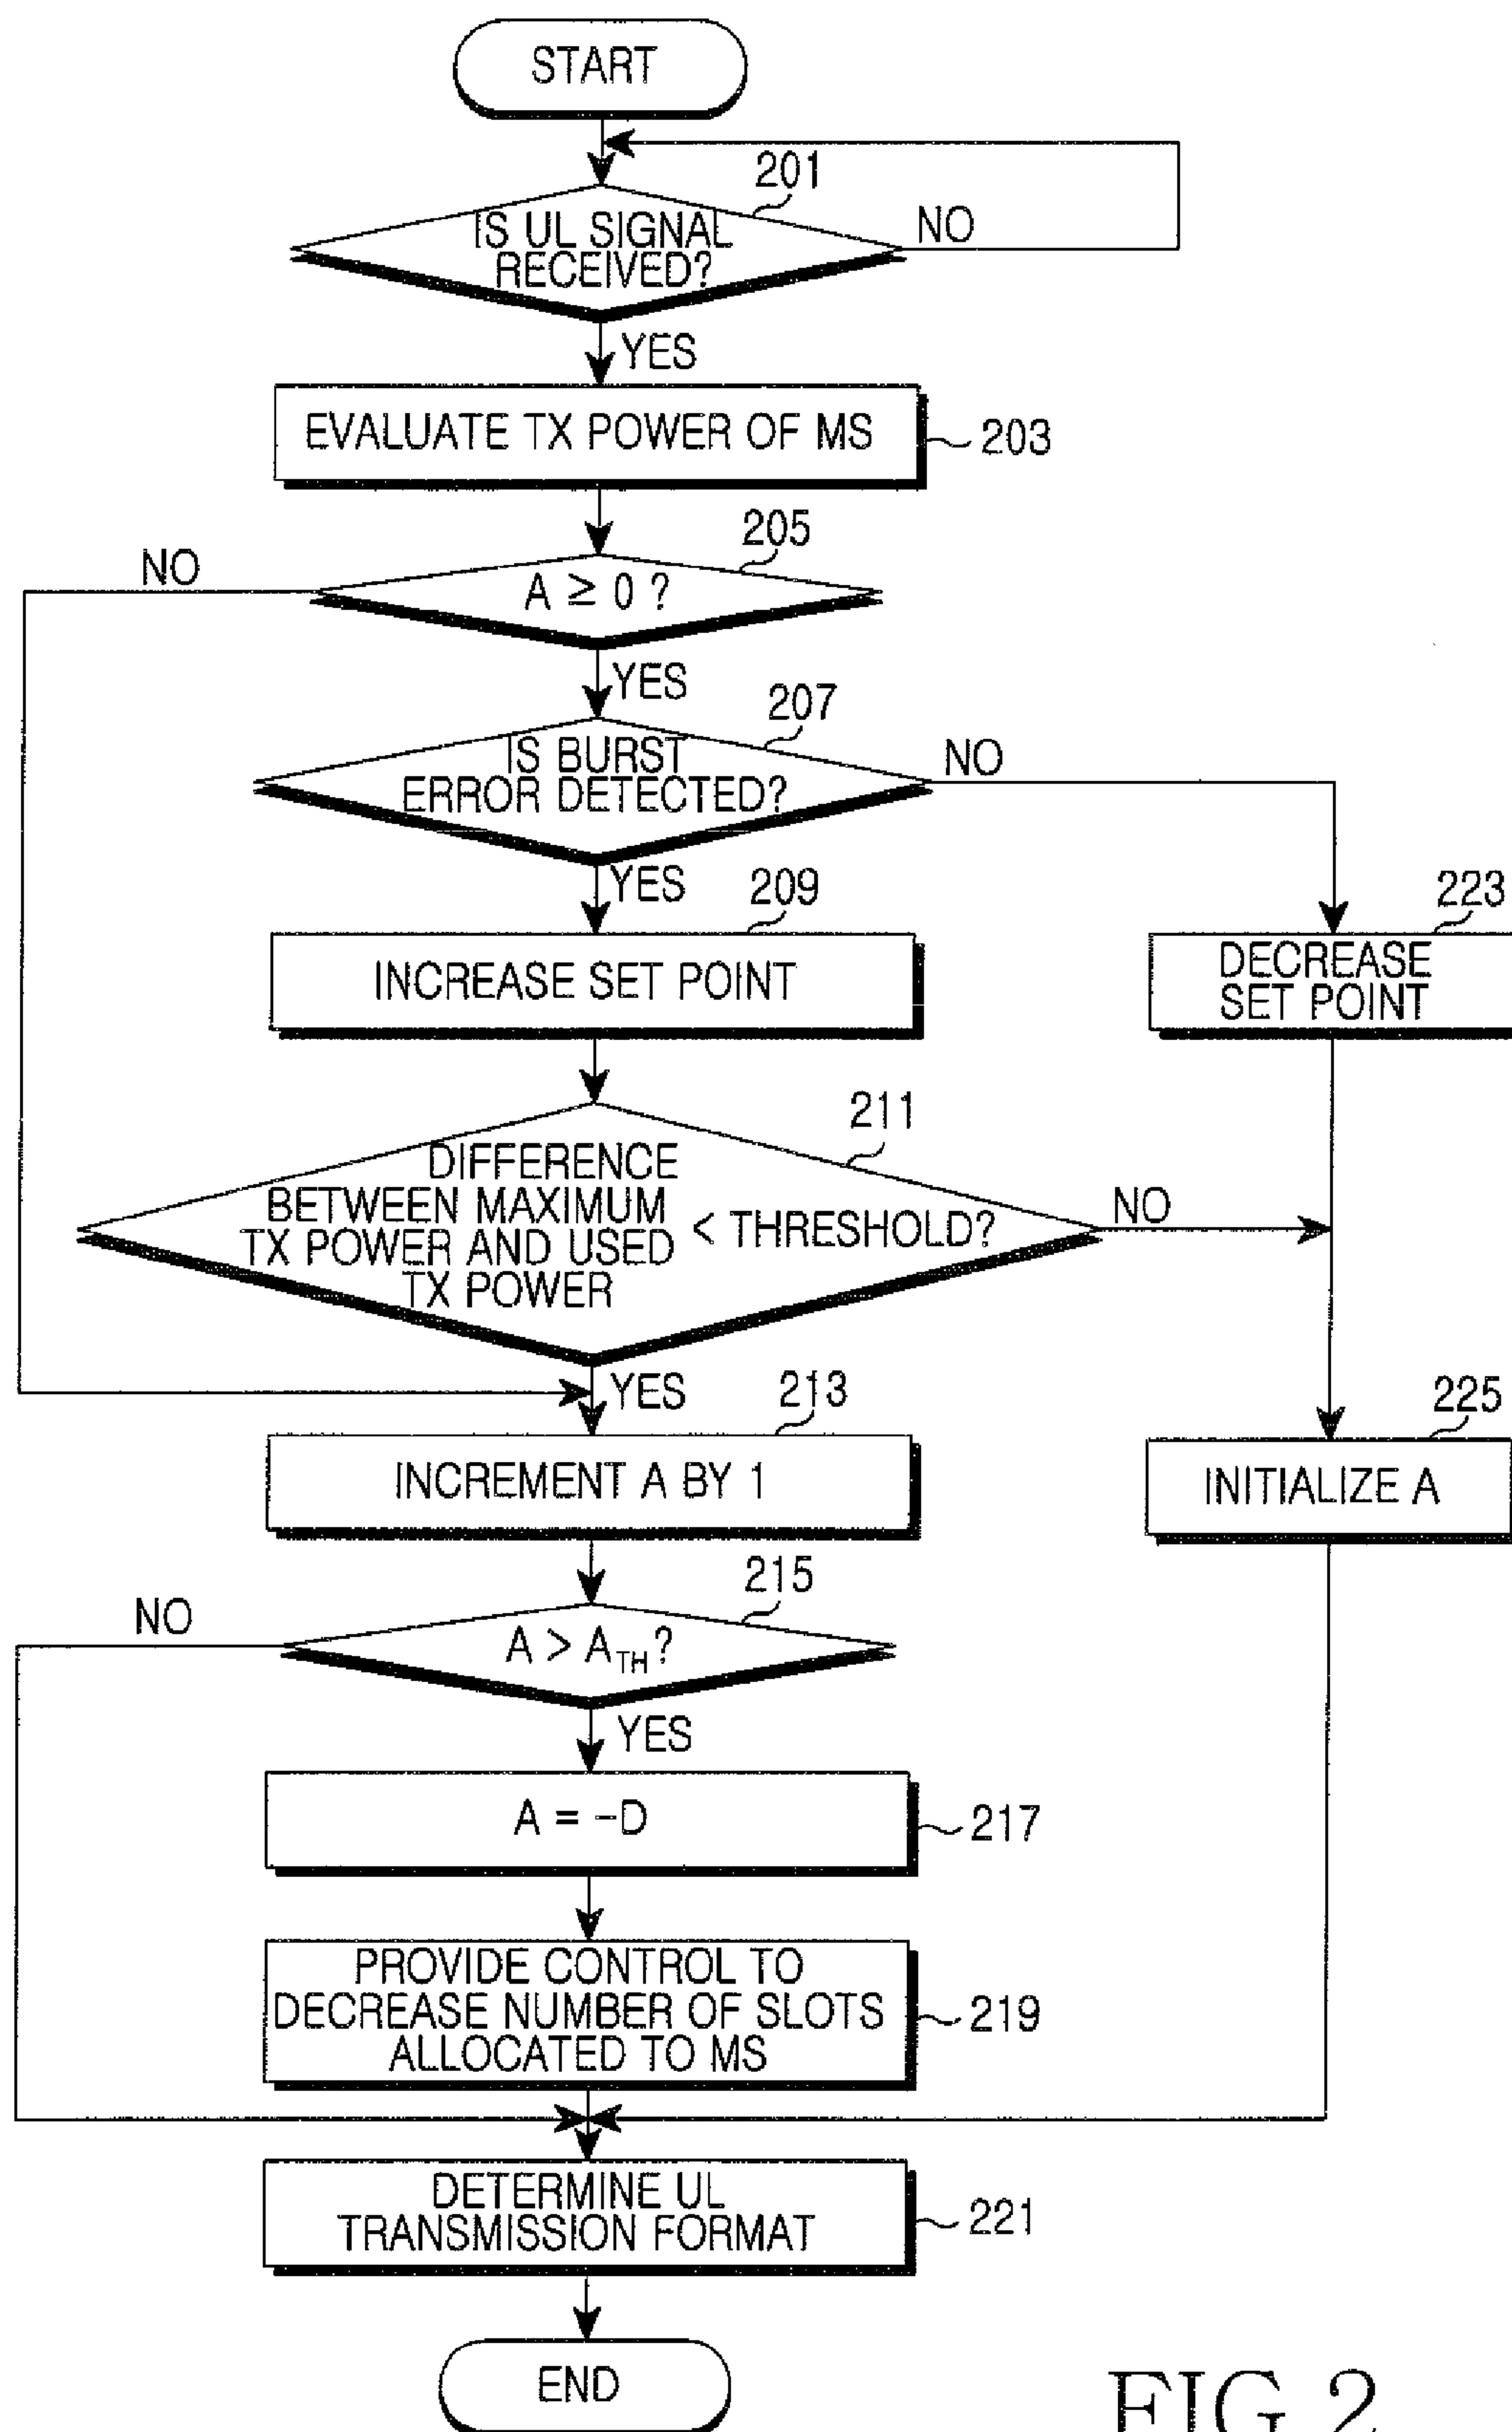 START
201
IS UL SIGNAL
RECEIVED?
NO
YES
EVALUATE TX POWER OF MS
203
205
NO
A ≥ 0 ?
YES
207
IS BURST
ERROR DETECTED?
NO
YES
209
INCREASE SET POINT
223
DECREASE
SET POINT
211
DIFFERENCE
BETWEEN MAXIMUM
TX POWER AND USED
TX POWER
< THRESHOLD?
NO
YES
213
INCREMENT A BY 1
225
INITIALIZE A
215
NO
A > A_TH ?
YES
A = -D
217
PROVIDE CONTROL TO
DECREASE NUMBER OF SLOTS
ALLOCATED TO MS
219
DETERMINE UL
TRANSMISSION FORMAT
221
END
FIG.2